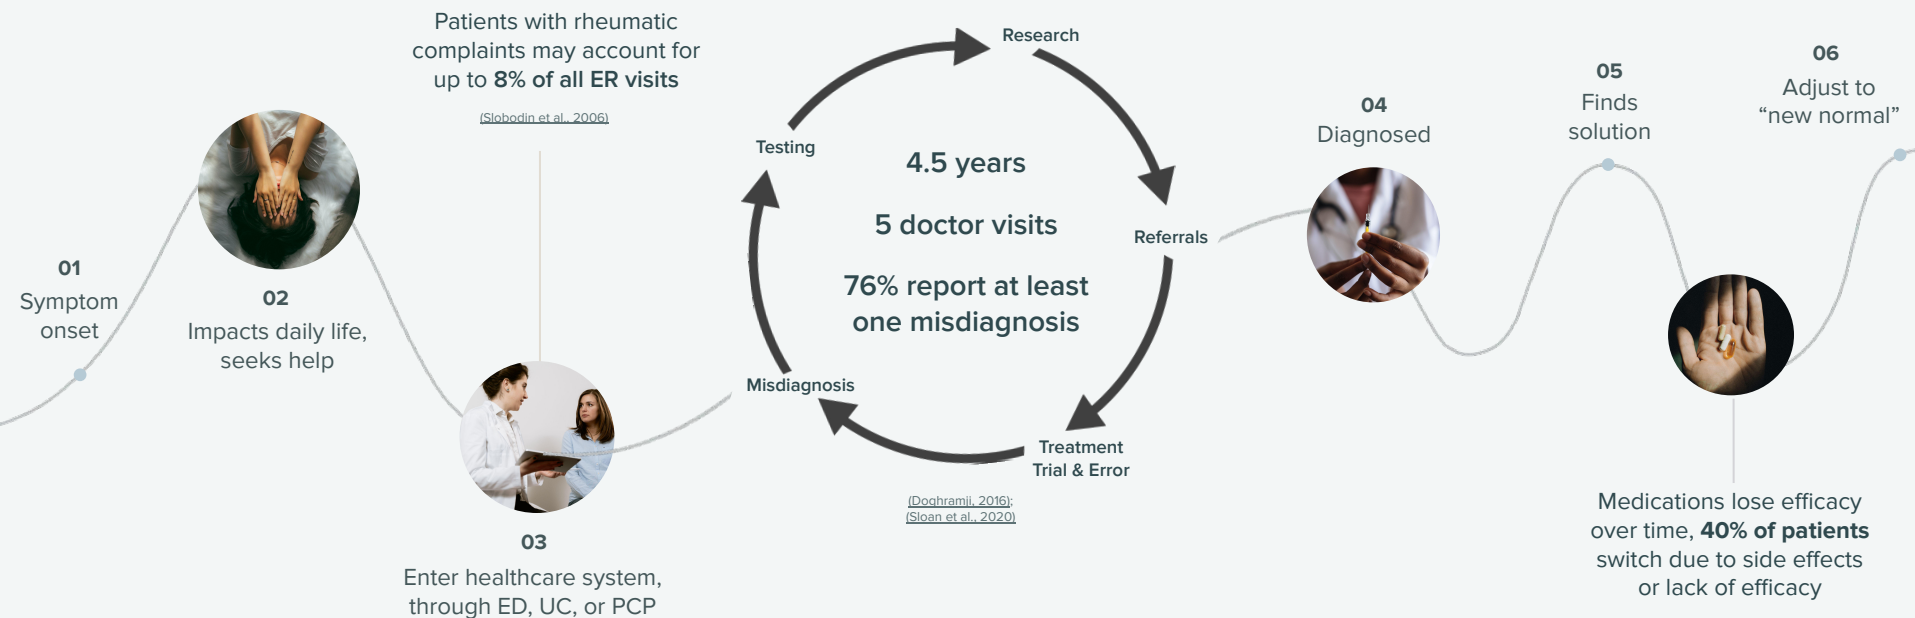 01
Symptom
onset
02
Impacts daily life,
seeks help
Patients with rheumatic
complaints may account for
up to 8% of all ER visits
(Slobodin et al., 2006)
03
Enter healthcare system,
through ED, UC, or PCP
Research
Testing
Referrals
Misdiagnosis
Treatment
Trial & Error
4.5 years
5 doctor visits
76% report at least
one misdiagnosis
(Doghramji, 2016);
(Sloan et al., 2020)
04
Diagnosed
05
Finds
solution
06
Adjust to
“new normal”
Medications lose efficacy
over time, 40% of patients
switch due to side effects
or lack of efficacy